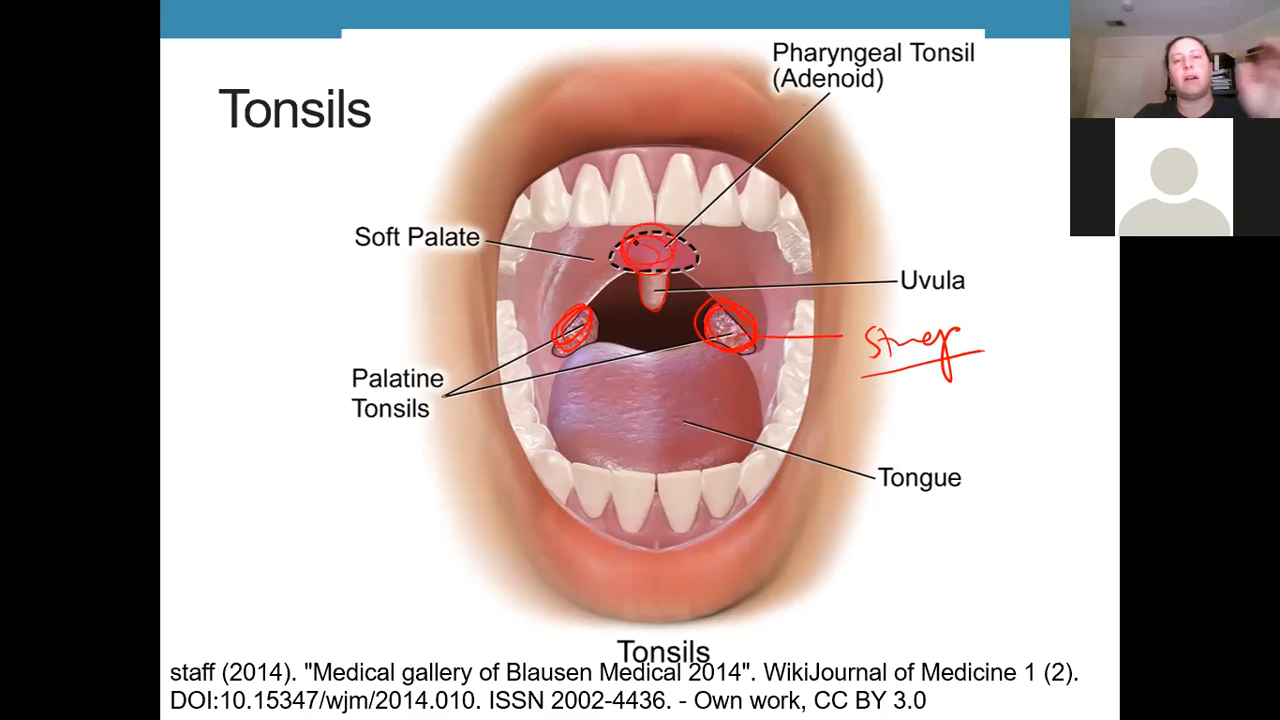 Pharyngeal Tonsil
(Adenoid)
Tonsils
Soft Palate
Uvula
Strep
Palatine
Tonsils
Tongue
Tonsils
staff (2014). "Medical gallery of Blausen Medical 2014". WikiJournal of Medicine 1 (2).
DOI:10.15347/wjm/2014.010. ISSN 2002-4436. - Own work, CC BY 3.0